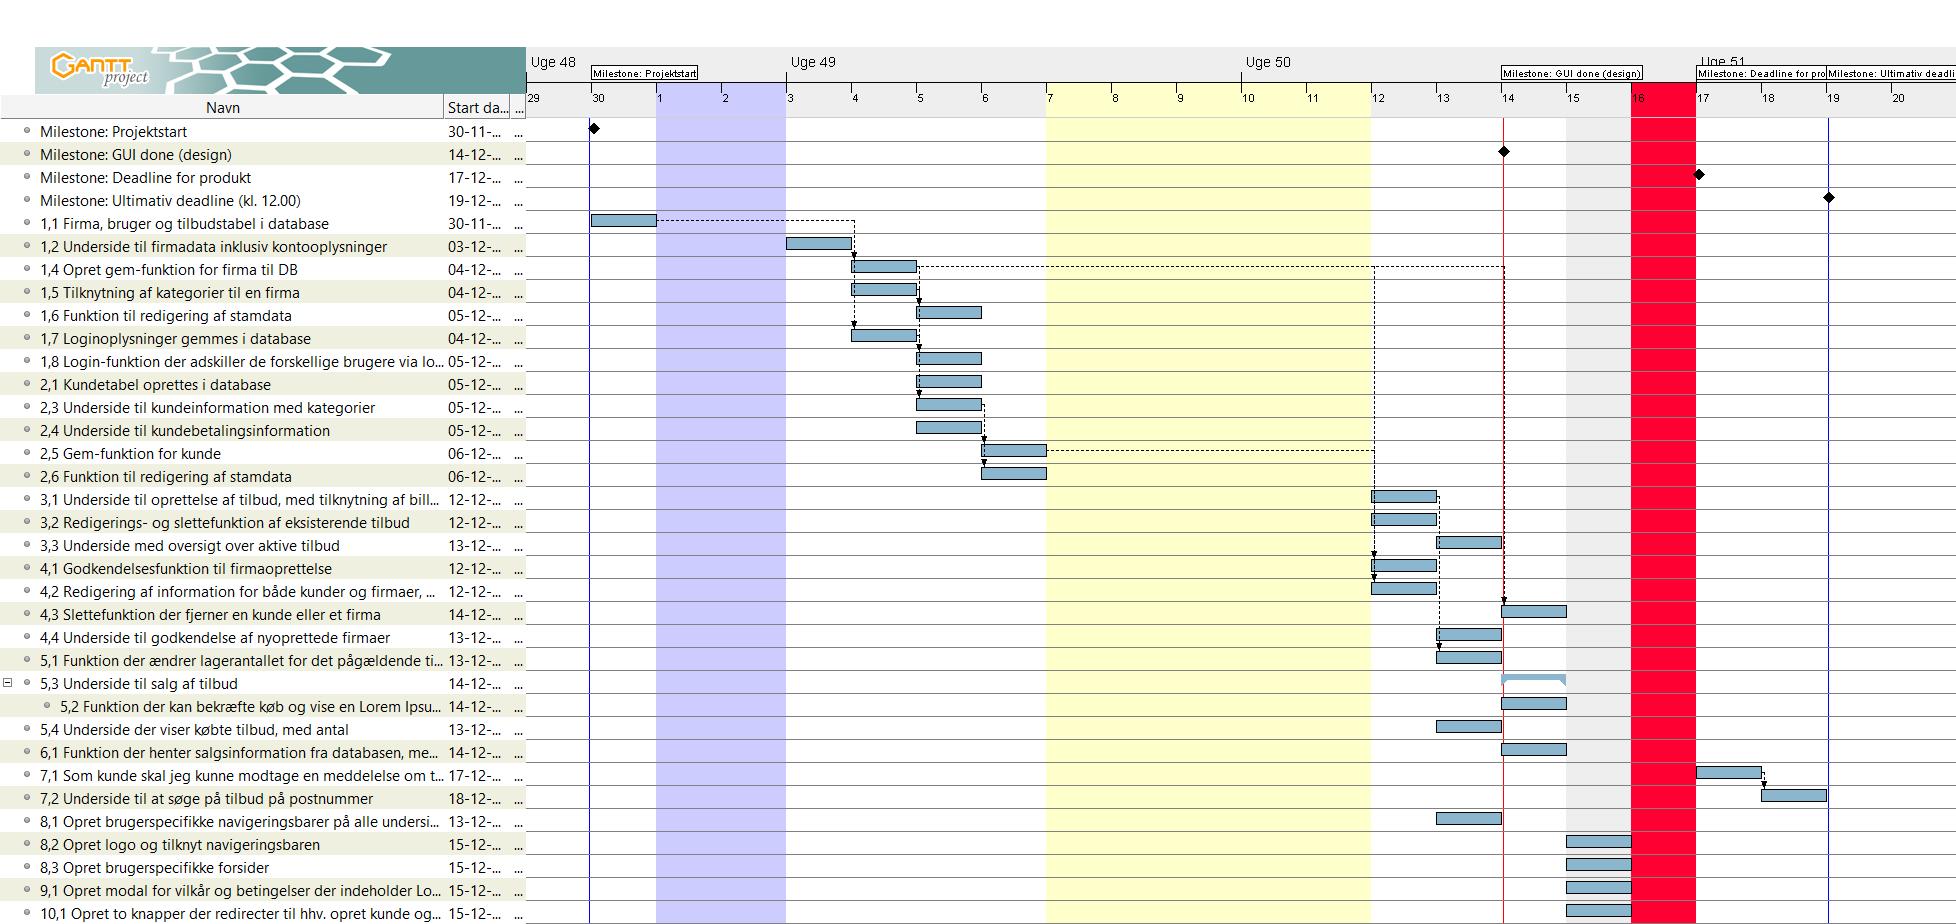 GANTT project
Uge 48
Uge 49
Uge 50
Uge 51
Milestone: Projektstart
Milestone: GUI done (design)
Milestone: Deadline for pro
Milestone: Ultimativ deadli
Navn
Start da...
...
29 30 1 2 3 4 5 6 7 8 9 10 11 12 13 14 15 16 17 18 19 20
Milestone: Projektstart 30-11-... ...
Milestone: GUI done (design) 14-12-... ...
Milestone: Deadline for produkt 17-12-... ...
Milestone: Ultimativ deadline (kl. 12.00) 19-12-... ...
1,1 Firma, bruger og tilbudstabel i database 30-11-... ...
1,2 Underside til firmadata inklusiv kontooplysninger 03-12-... ...
1,4 Opret gem-funktion for firma til DB 04-12-... ...
1,5 Tilknytning af kategorier til en firma 04-12-... ...
1,6 Funktion til redigering af stamdata 05-12-... ...
1,7 Loginoplysninger gemmes i database 04-12-... ...
1,8 Login-funktion der adskiller de forskellige brugere via lo... 05-12-... ...
2,1 Kundetabel oprettes i database 05-12-... ...
2,3 Underside til kundeinformation med kategorier 05-12-... ...
2,4 Underside til kundebetalingsinformation 05-12-... ...
2,5 Gem-funktion for kunde 06-12-... ...
2,6 Funktion til redigering af stamdata 06-12-... ...
3,1 Underside til oprettelse af tilbud, med tilknytning af bill... 12-12-... ...
3,2 Redigerings- og slettefunktion af eksisterende tilbud 12-12-... ...
3,3 Underside med oversigt over aktive tilbud 13-12-... ...
4,1 Godkendelsesfunktion til firmaoprettelse 12-12-... ...
4,2 Redigering af information for både kunder og firmaer, ... 12-12-... ...
4,3 Slettefunktion der fjerner en kunde eller et firma 14-12-... ...
4,4 Underside til godkendelse af nyoprettede firmaer 13-12-... ...
5,1 Funktion der ændrer lagerantallet for det pågældende ti... 13-12-... ...
5,3 Underside til salg af tilbud 14-12-... ...
5,2 Funktion der kan bekræfte køb og vise en Lorem Ipsu... 14-12-... ...
5,4 Underside der viser købte tilbud, med antal 13-12-... ...
6,1 Funktion der henter salgsinformation fra databasen, me... 14-12-... ...
7,1 Som kunde skal jeg kunne modtage en meddelelse om t... 17-12-... ...
7,2 Underside til at søge på tilbud på postnummer 18-12-... ...
8,1 Opret brugerspecifikke navigeringsbarer på alle undersi... 13-12-... ...
8,2 Opret logo og tilknyt navigeringsbaren 15-12-... ...
8,3 Opret brugerspecifikke forsider 15-12-... ...
9,1 Opret modal for vilkår og betingelser der indeholder Lo... 15-12-... ...
10,1 Opret to knapper der redirecter til hhv. opret kunde og... 15-12-... ...